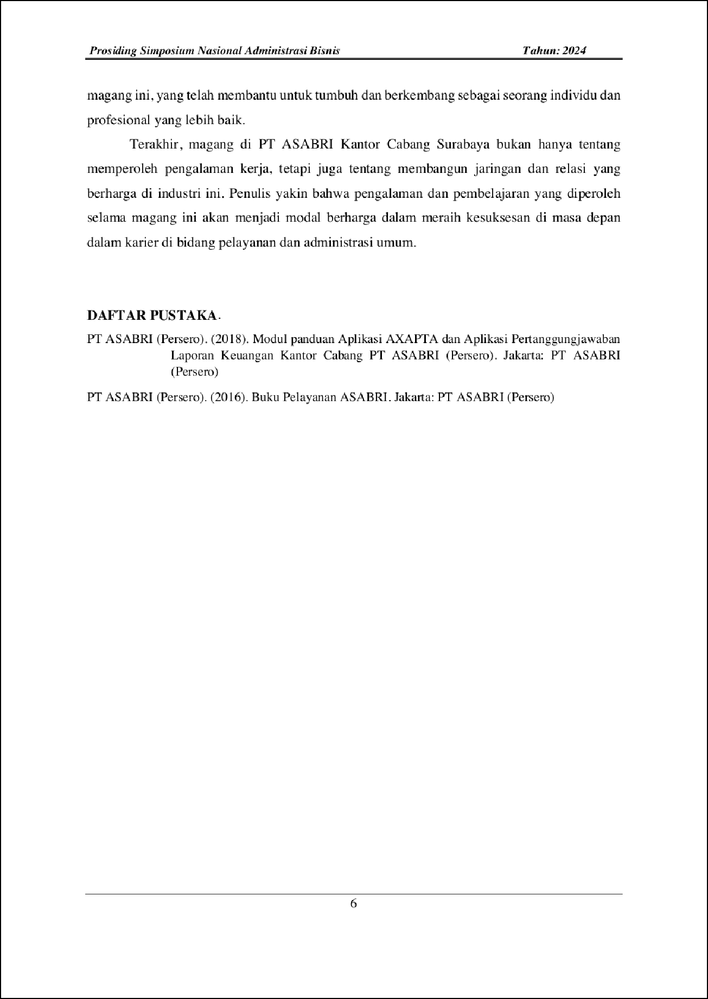 Prosiding Simposium Nasional Administrasi Bisnis Tahun: 2024
magang ini, yang telah membantu untuk tumbuh dan berkembang sebagai seorang individu dan
profesional yang lebih baik.
Terakhir, magang di PT ASABRI Kantor Cabang Surabaya bukan hanya tentang
memperoleh pengalaman kerja, tetapi juga tentang membangun jaringan dan relasi yang
berharga di industri ini. Penulis yakin bahwa pengalaman dan pembelajaran yang diperoleh
selama magang ini akan menjadi modal berharga dalam meraih kesuksesan di masa depan
dalam karier di bidang pelayanan dan administrasi umum.
DAFTAR PUSTAKA.
PT ASABRI (Persero). (2018). Modul panduan Aplikasi AXAPTA dan Aplikasi Pertanggungjawaban
Laporan Keuangan Kantor Cabang PT ASABRI (Persero). Jakarta: PT ASABRI
(Persero)
PT ASABRI (Persero). (2016). Buku Pelayanan ASABRI. Jakarta: PT ASABRI (Persero)
6